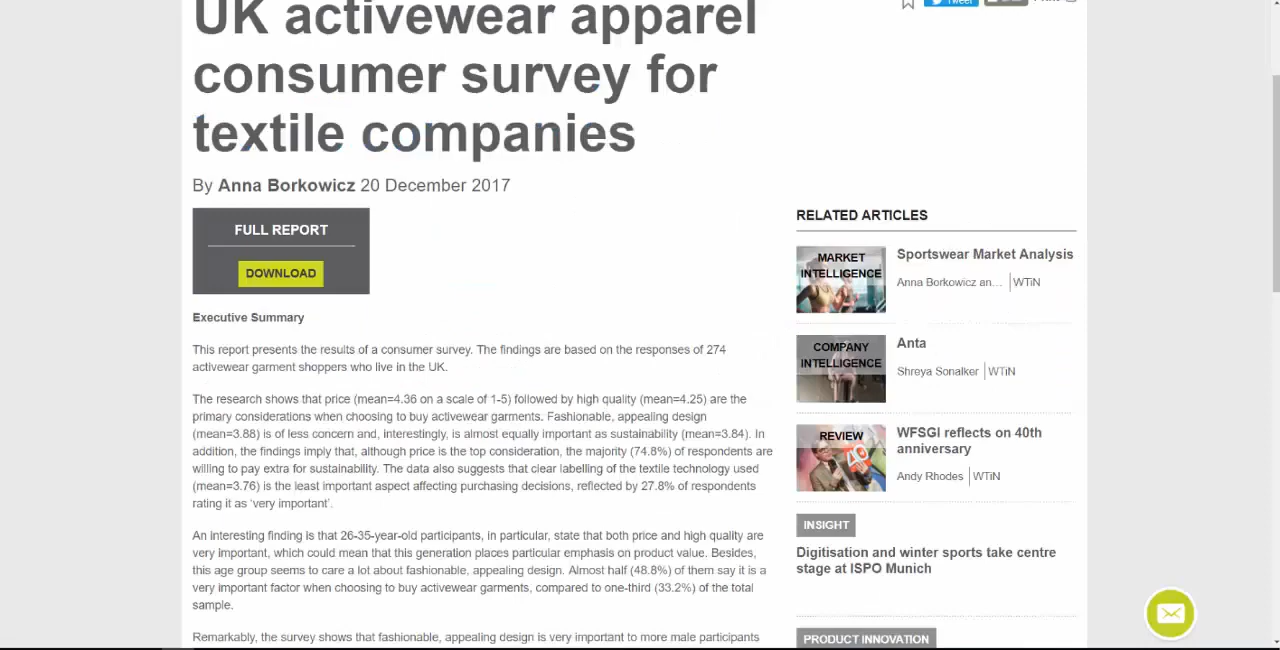 UK activewear apparel
consumer survey for
textile companies
By Anna Borkowicz 20 December 2017
FULL REPORT
DOWNLOAD
Executive Summary
This report presents the results of a consumer survey. The findings are based on the responses of 274
activewear garment shoppers who live in the UK.
The research shows that price (mean=4.36 on a scale of 1-5) followed by high quality (mean=4.25) are the
primary considerations when choosing to buy activewear garments. Fashionable, appealing design
(mean=3.88) is of less concern and, interestingly, is almost equally important as sustainability (mean=3.84). In
addition, the findings imply that, although price is the top consideration, the majority (74.8%) of respondents are
willing to pay extra for sustainability. The data also suggests that clear labelling of the textile technology used
(mean=3.76) is the least important aspect affecting purchasing decisions, reflected by 27.8% of respondents
rating it as 'very important'.
An interesting finding is that 26-35-year-old participants, in particular, state that both price and high quality are
very important, which could mean that this generation places particular emphasis on product value. Besides,
this age group seems to care a lot about fashionable, appealing design. Almost half (48.8%) of them say it is a
very important factor when choosing to buy activewear garments, compared to one-third (33.2%) of the total
sample.
Remarkably, the survey shows that fashionable, appealing design is very important to more male participants
Tweet
RELATED ARTICLES
MARKET
INTELLIGENCE
Sportswear Market Analysis
Anna Borkowicz an... WTiN
COMPANY
INTELLIGENCE
Anta
Shreya Sonalker WTiN
REVIEW
40
WFSGI reflects on 40th
anniversary
Andy Rhodes WTiN
INSIGHT
Digitisation and winter sports take centre
stage at ISPO Munich
PRODUCT INNOVATION